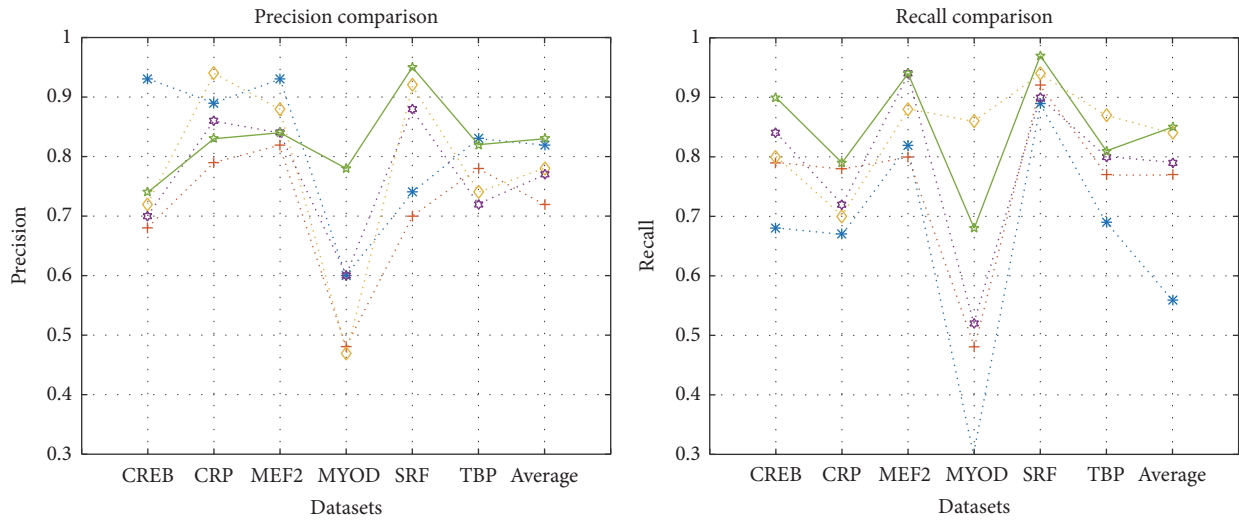 Precision comparison
1
0.9
0.8
0.7
0.6
0.5
0.4
0.3
Precision
CREB CRP MEF2 MYOD SRF TBP Average
Datasets
Recall comparison
1
0.9
0.8
0.7
0.6
0.5
0.4
0.3
Recall
CREB CRP MEF2 MYOD SRF TBP Average
Datasets